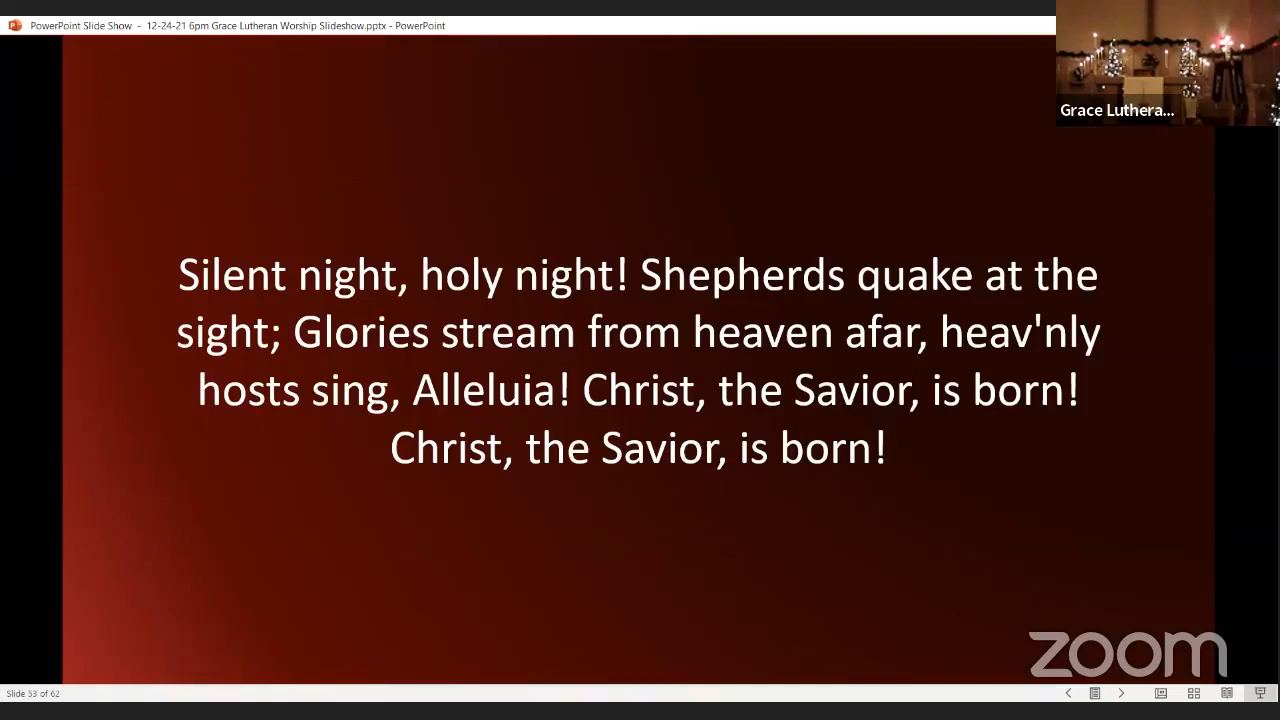 PowerPoint Slide Show - 12-24-21 6pm Grace Lutheran Worship Slideshow.pptx - PowerPoint
Grace Luthera...
Silent night, holy night! Shepherds quake at the
sight; Glories stream from heaven afar, heav'nly
hosts sing, Alleluia! Christ, the Savior, is born!
Christ, the Savior, is born!
zoom
Slide 53 of 62